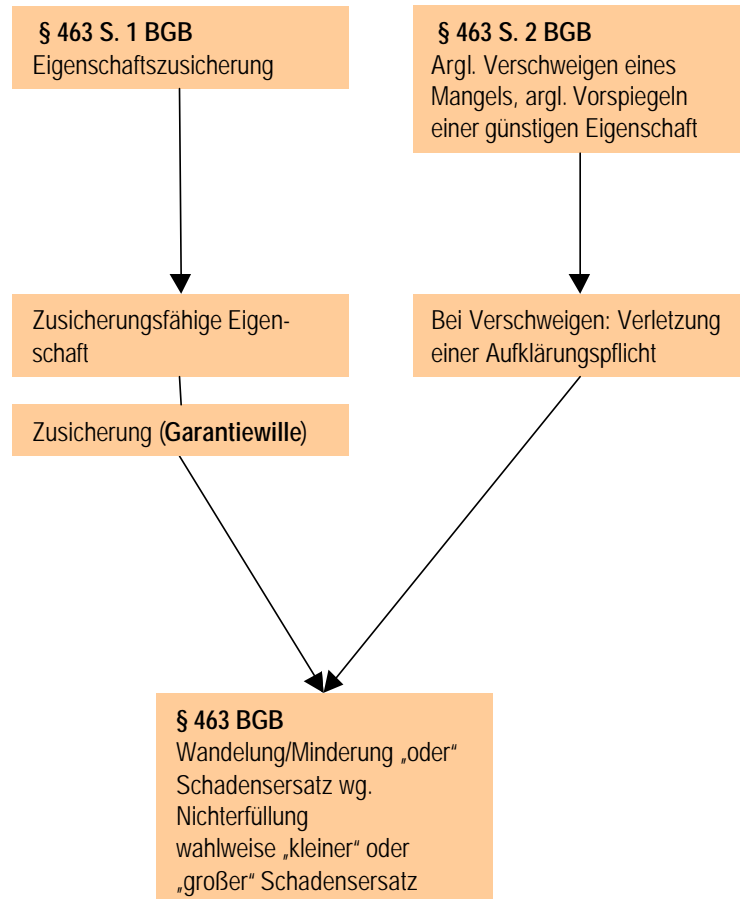 § 463 S. 1 BGB
Eigenschaftszusicherung
§ 463 S. 2 BGB
Argl. Verschweigen eines
Mangels, argl. Vorspiegeln
einer günstigen Eigenschaft
Zusicherungsfähige Eigen-
schaft
Bei Verschweigen: Verletzung
einer Aufklärungspflicht
Zusicherung (Garantiewille)
§ 463 BGB
Wandelung/Minderung „oder“
Schadensersatz wg.
Nichterfüllung
wahlweise „kleiner“ oder
„großer“ Schadensersatz